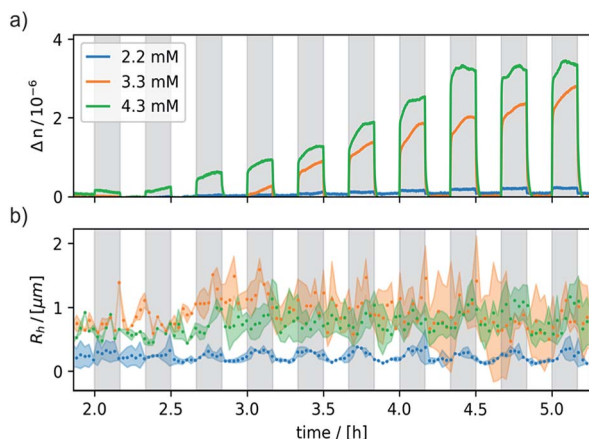 a)
4
2
0
Δ n / 10⁻⁶
2.2 mM
3.3 mM
4.3 mM
b)
2
1
0
R_h / [μm]
2.0 2.5 3.0 3.5 4.0 4.5 5.0
time / [h]